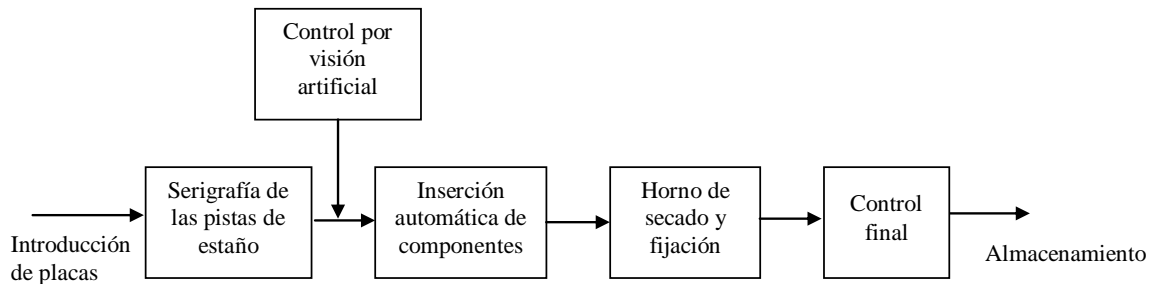 Control por
visión
artificial
Introducción
de placas
Serigrafía de
las pistas de
estaño
Inserción
automática de
componentes
Horno de
secado y
fijación
Control
final
Almacenamiento